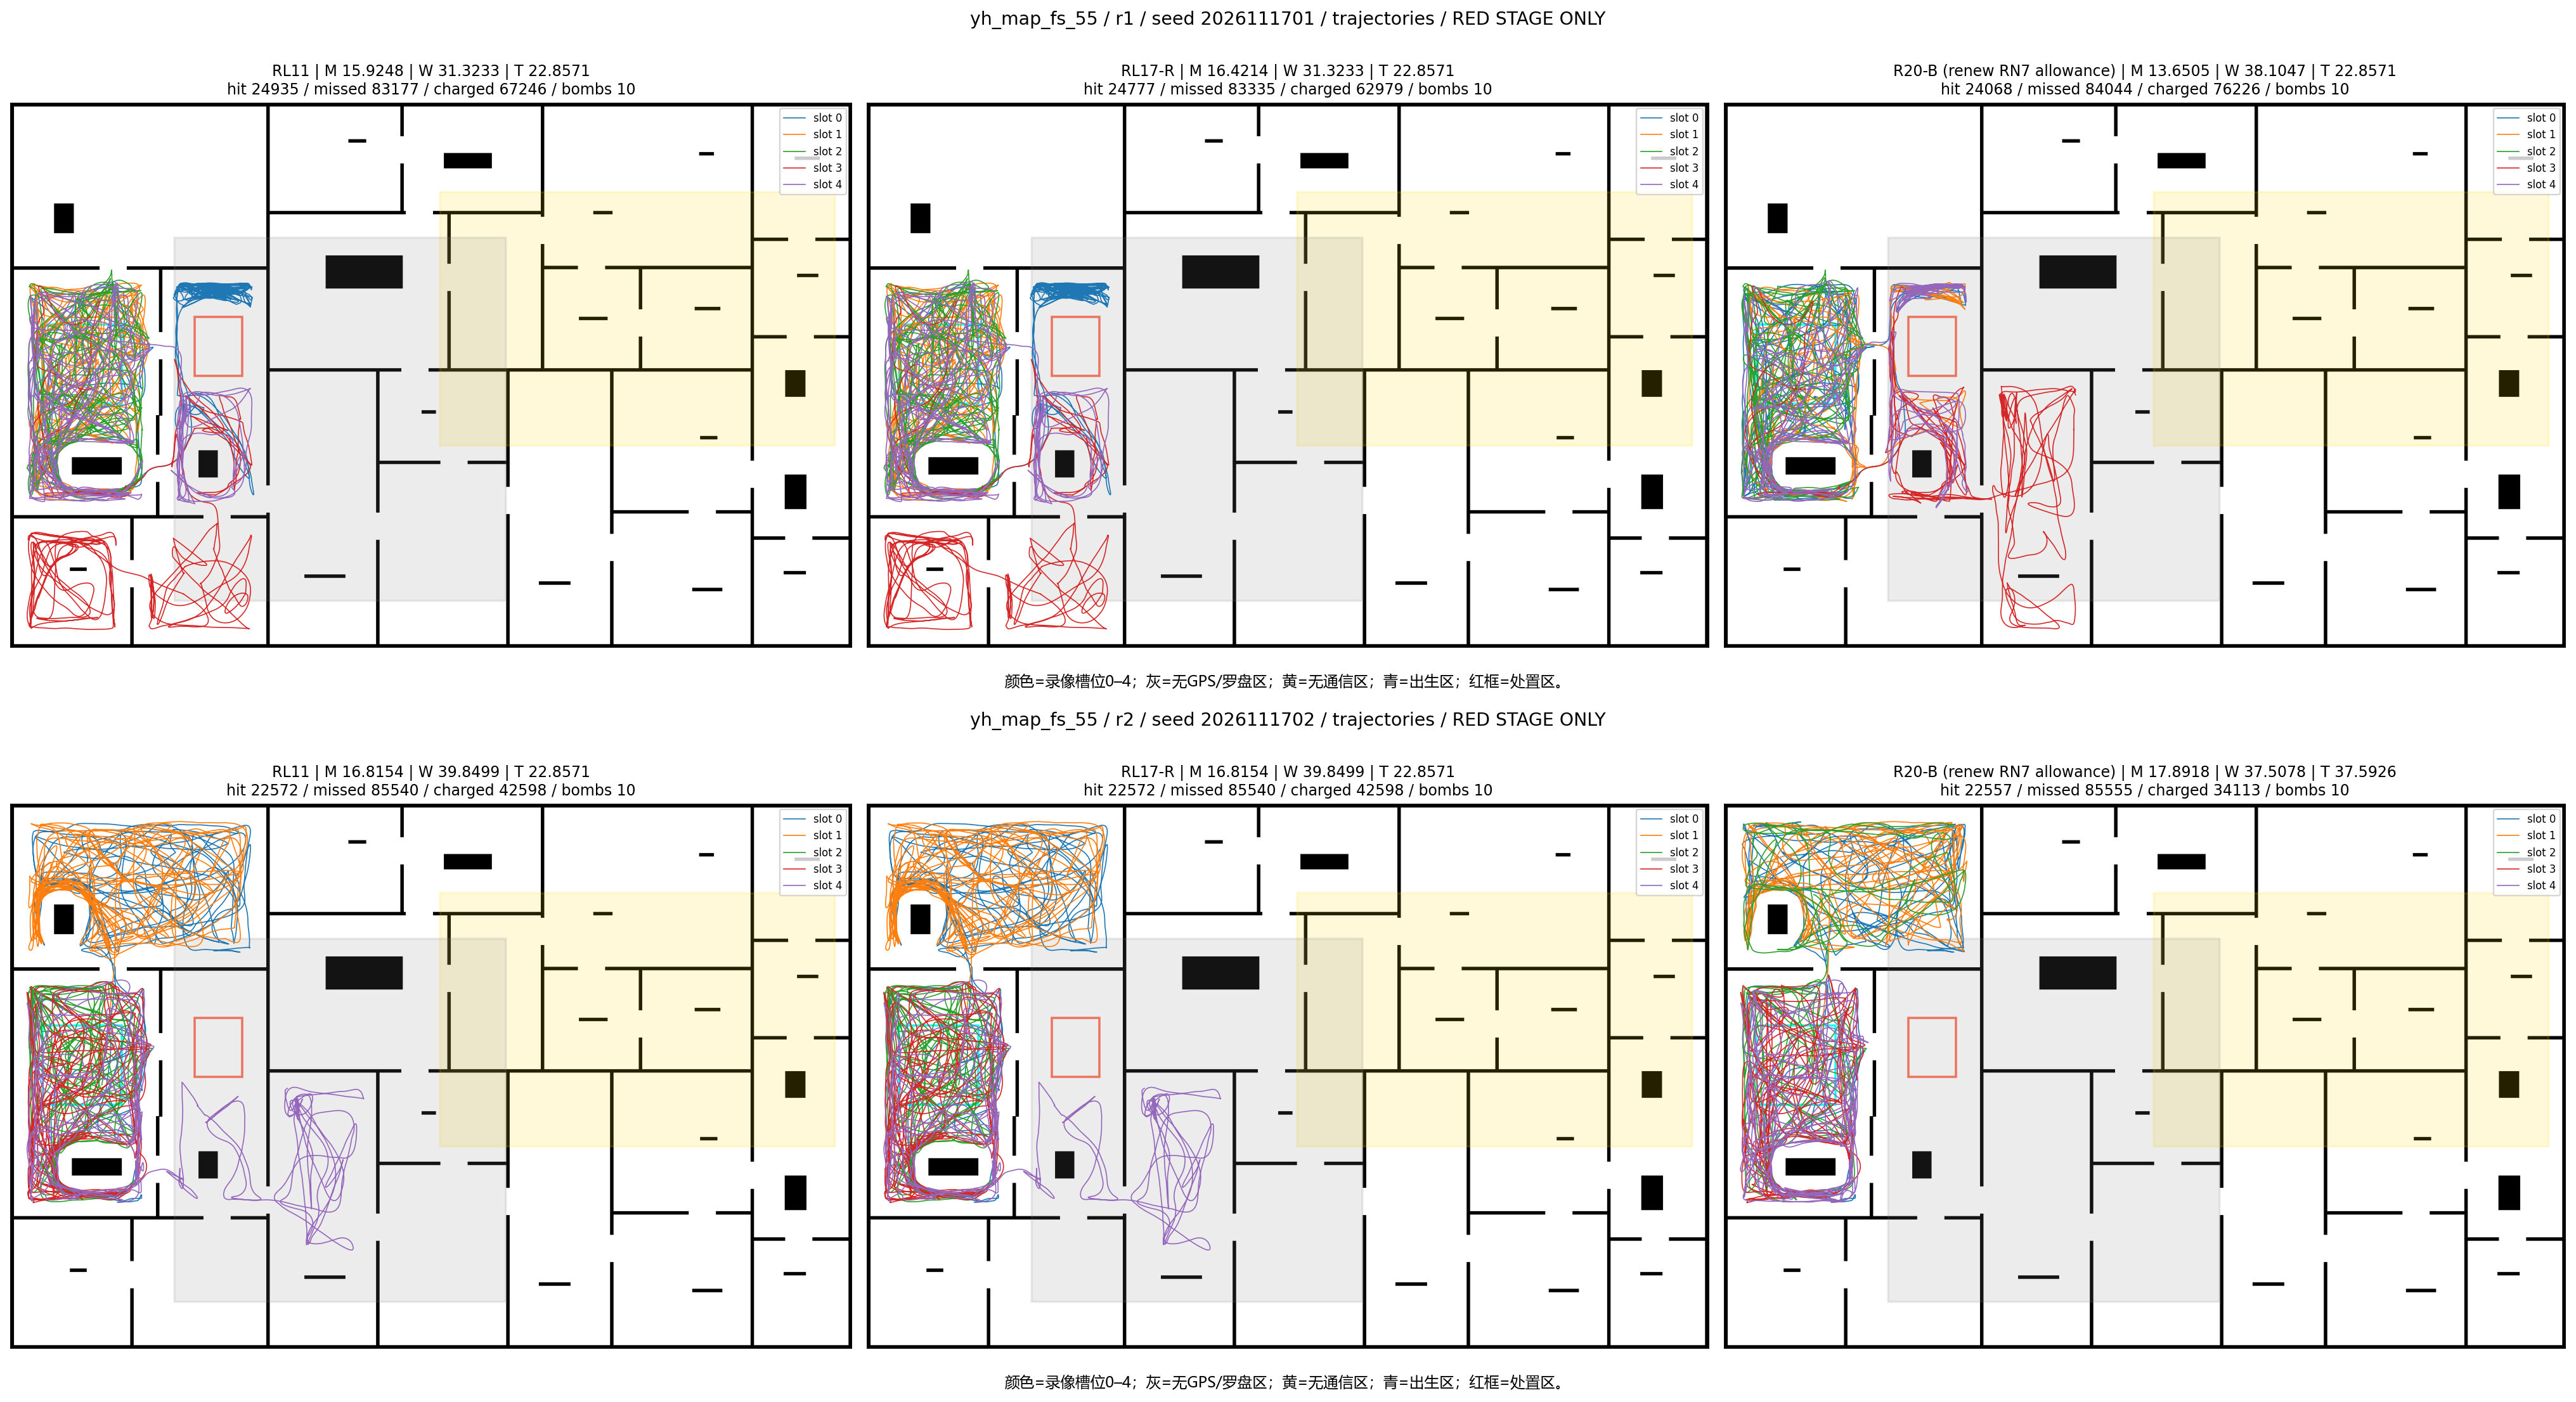 yh_map_fs_55 / r1 / seed 2026111701 / trajectories / RED STAGE ONLY
RL11 | M 15.9248 | W 31.3233 | T 22.8571
hit 24935 / missed 83177 / charged 67246 / bombs 10
slot 0
slot 1
slot 2
slot 3
slot 4
RL17-R | M 16.4214 | W 31.3233 | T 22.8571
hit 24777 / missed 83335 / charged 62979 / bombs 10
slot 0
slot 1
slot 2
slot 3
slot 4
R20-B (renew RN7 allowance) | M 13.6505 | W 38.1047 | T 22.8571
hit 24068 / missed 84044 / charged 76226 / bombs 10
slot 0
slot 1
slot 2
slot 3
slot 4
颜色=录像槽位0—4；灰=无GPS/罗盘区；黄=无通信区；青=出生区；红框=处置区。
yh_map_fs_55 / r2 / seed 2026111702 / trajectories / RED STAGE ONLY
RL11 | M 16.8154 | W 39.8499 | T 22.8571
hit 22572 / missed 85540 / charged 42598 / bombs 10
slot 0
slot 1
slot 2
slot 3
slot 4
RL17-R | M 16.8154 | W 39.8499 | T 22.8571
hit 22572 / missed 85540 / charged 42598 / bombs 10
slot 0
slot 1
slot 2
slot 3
slot 4
R20-B (renew RN7 allowance) | M 17.8918 | W 37.5078 | T 37.5926
hit 22557 / missed 85555 / charged 34113 / bombs 10
slot 0
slot 1
slot 2
slot 3
slot 4
颜色=录像槽位0—4；灰=无GPS/罗盘区；黄=无通信区；青=出生区；红框=处置区。